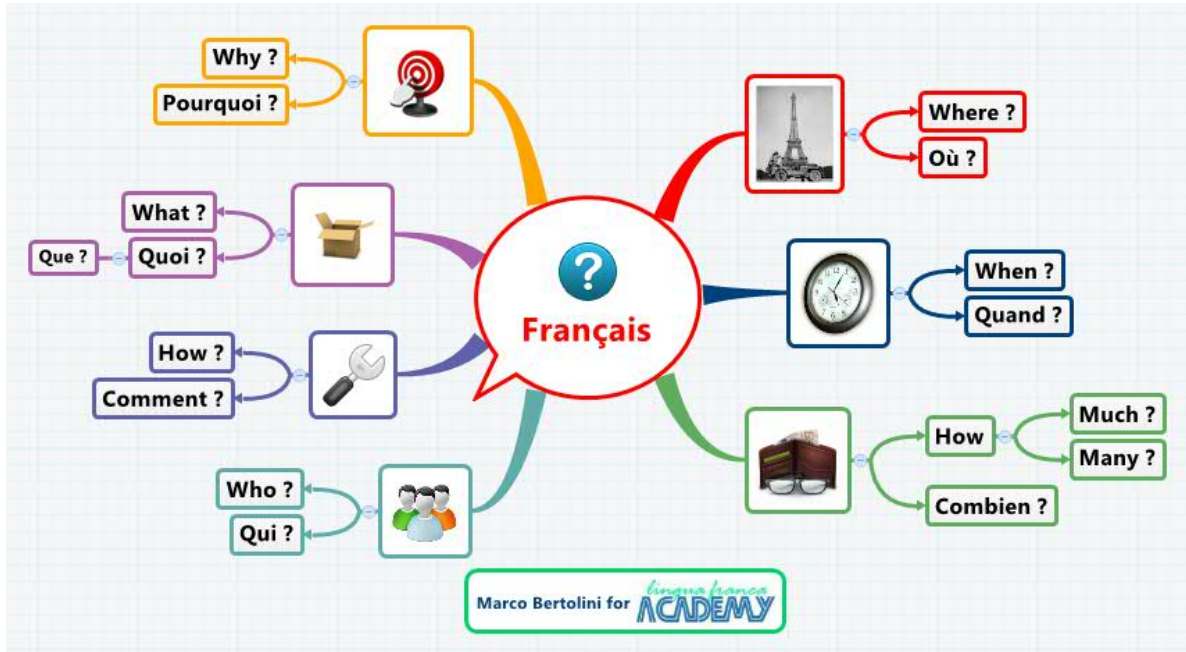 Français
Why ?
Pourquoi ?
What ?
Quoi ?
Que ?
How ?
Comment ?
Who ?
Qui ?
Where ?
Où ?
When ?
Quand ?
How
Much ?
Many ?
Combien ?
Marco Bertolini for lingua franca ACADEMY